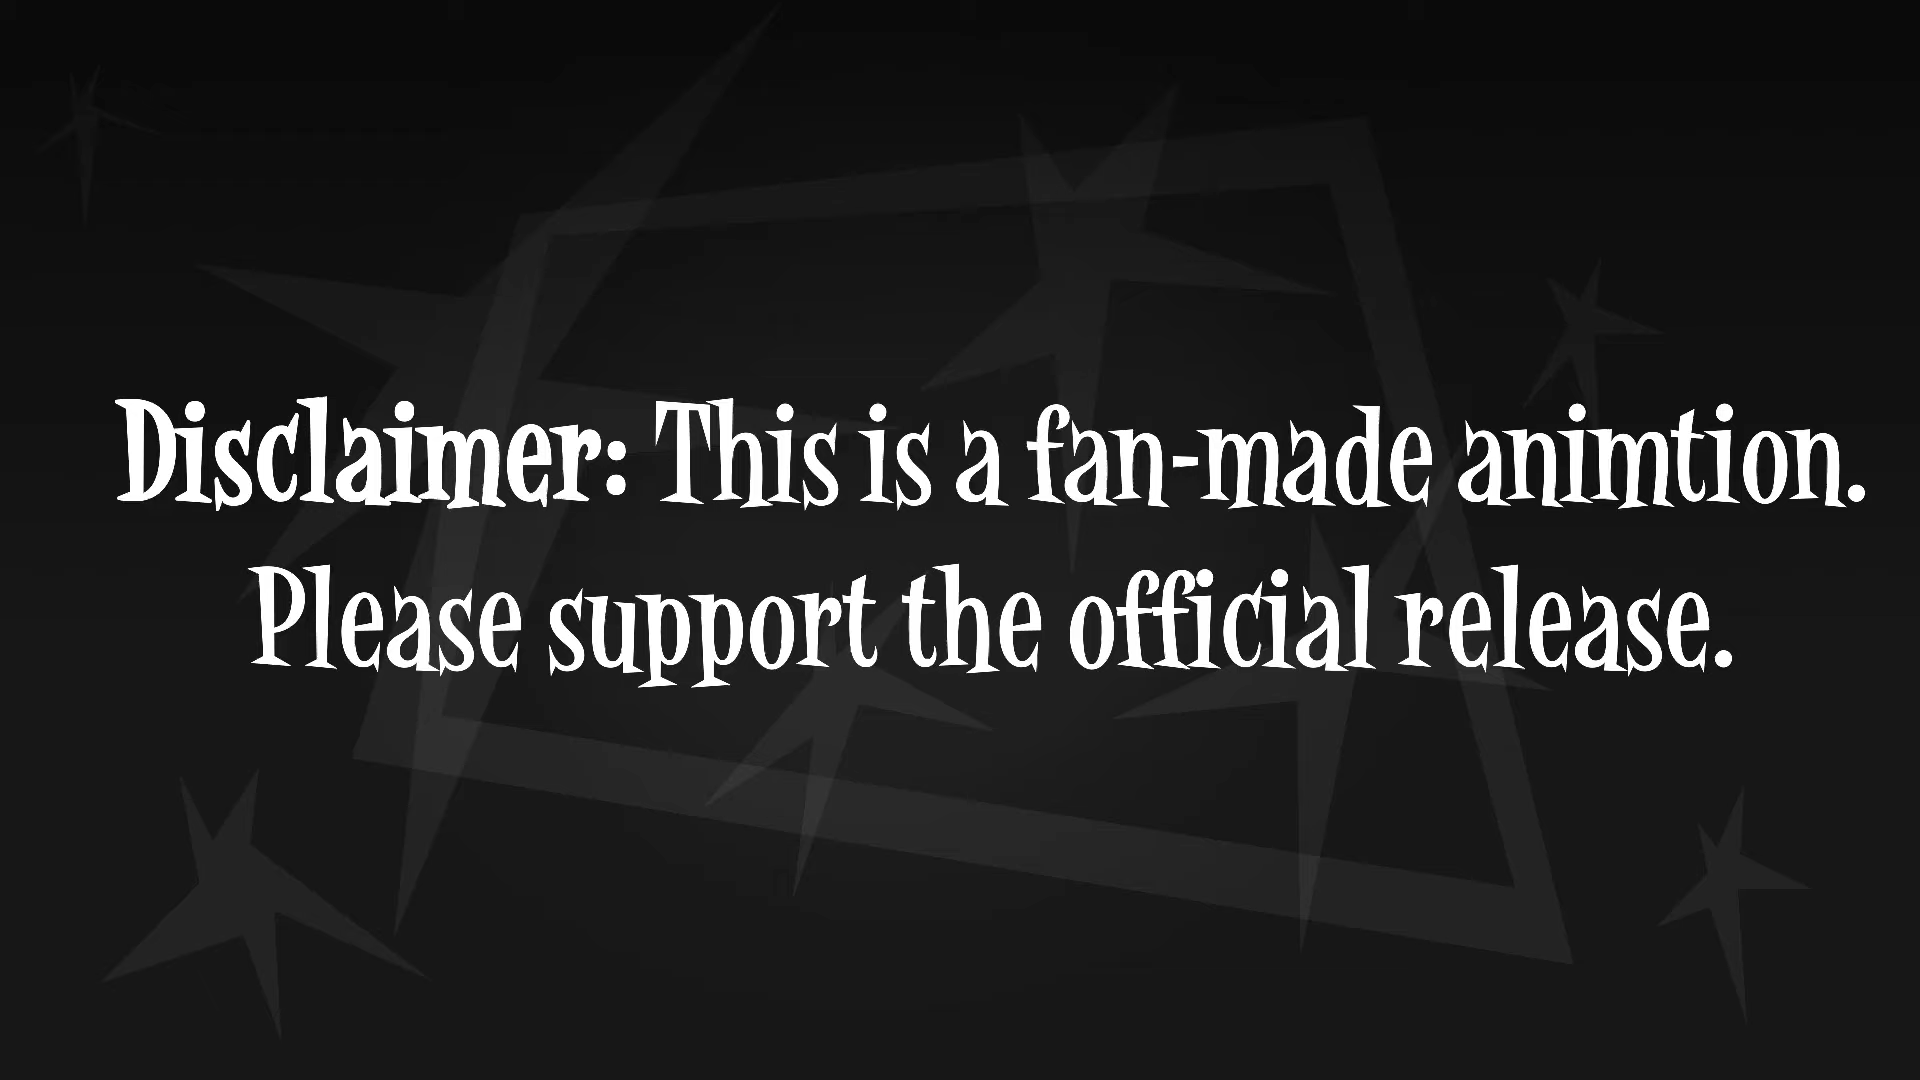 Disclaimer: This is a fan-made animtion.
Please support the official release.